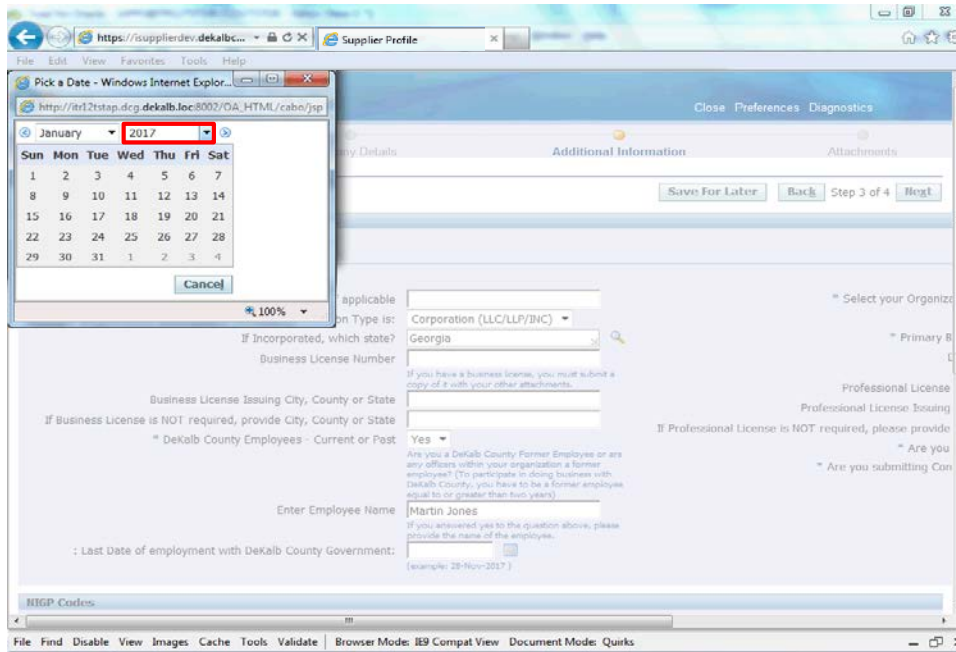 https://isupplierdev.dekalbc...
Supplier Profile
File Edit View Favorites Tools Help
Pick a Date - Windows Internet Explor...
http://itr12tstap.dcg.dekalb.loc:8002/OA_HTML/cabo/jsp
Close Preferences Diagnostics
January 2017
ny Details Additional Information Attachments
Sun Mon Tue Wed Thu Fri Sat
1 2 3 4 5 6 7
8 9 10 11 12 13 14
15 16 17 18 19 20 21
22 23 24 25 26 27 28
29 30 31 1 2 3 4
Cancel
100%
Save For Later Back Step 3 of 4 Next
applicable
* Select your Organiza
on Type is: Corporation (LLC/LLP/INC)
If Incorporated, which state? Georgia
* Primary B
Business License Number
If you have a business license, you must submit a
copy of it with your other attachments.
Professional License
Business License Issuing City, County or State
Professional License Issuing
If Business License is NOT required, provide City, County or State
If Professional License is NOT required, please provide
* DeKalb County Employees - Current or Past Yes
* Are you
Are you a DeKalb County Former Employee or are
any officers within your organization a former
employee? (To participate in doing business with
DeKalb County, you have to be a former employee
equal to or greater than two years)
* Are you submitting Con
Enter Employee Name Martin Jones
If you answered yes to the question above, please
provide the name of the employee.
: Last Date of employment with DeKalb County Government:
(example: 28-Nov-2017 )
NIGP Codes
File Find Disable View Images Cache Tools Validate Browser Mode: IE9 Compat View Document Mode: Quirks